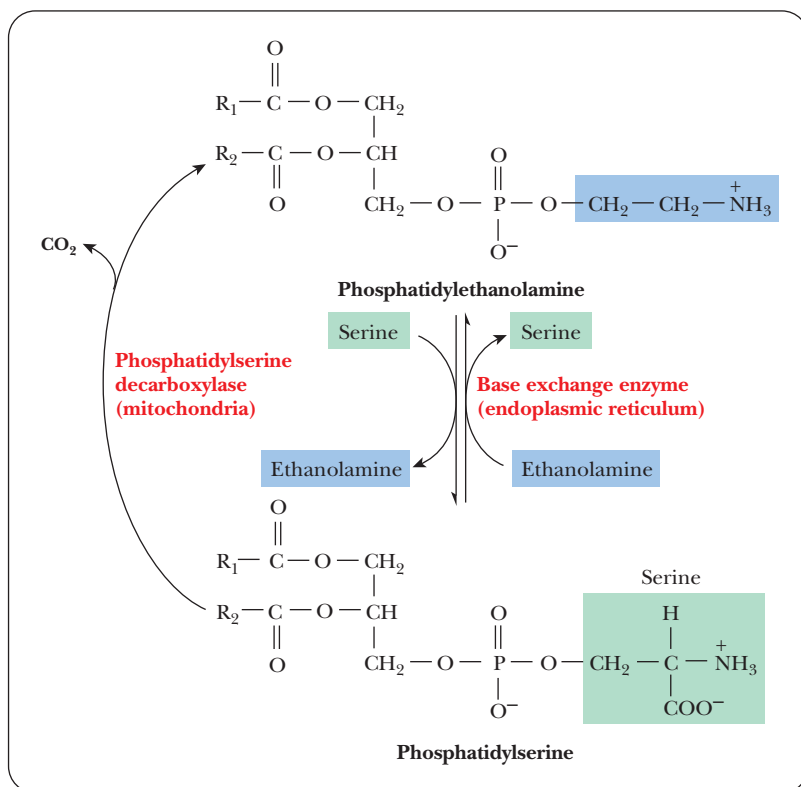 O
R₁—C—O—CH₂
R₂—C—O—CH O
O CH₂—O—P—O—CH₂—CH₂—NH₃⁺
CO₂ O⁻
Phosphatidylethanolamine
Serine Serine
Phosphatidylserine
decarboxylase
(mitochondria)
Base exchange enzyme
(endoplasmic reticulum)
Ethanolamine Ethanolamine
O
R₁—C—O—CH₂ Serine
R₂—C—O—CH O H
O CH₂—O—P—O—CH₂—C—NH₃⁺
O⁻ COO⁻
Phosphatidylserine